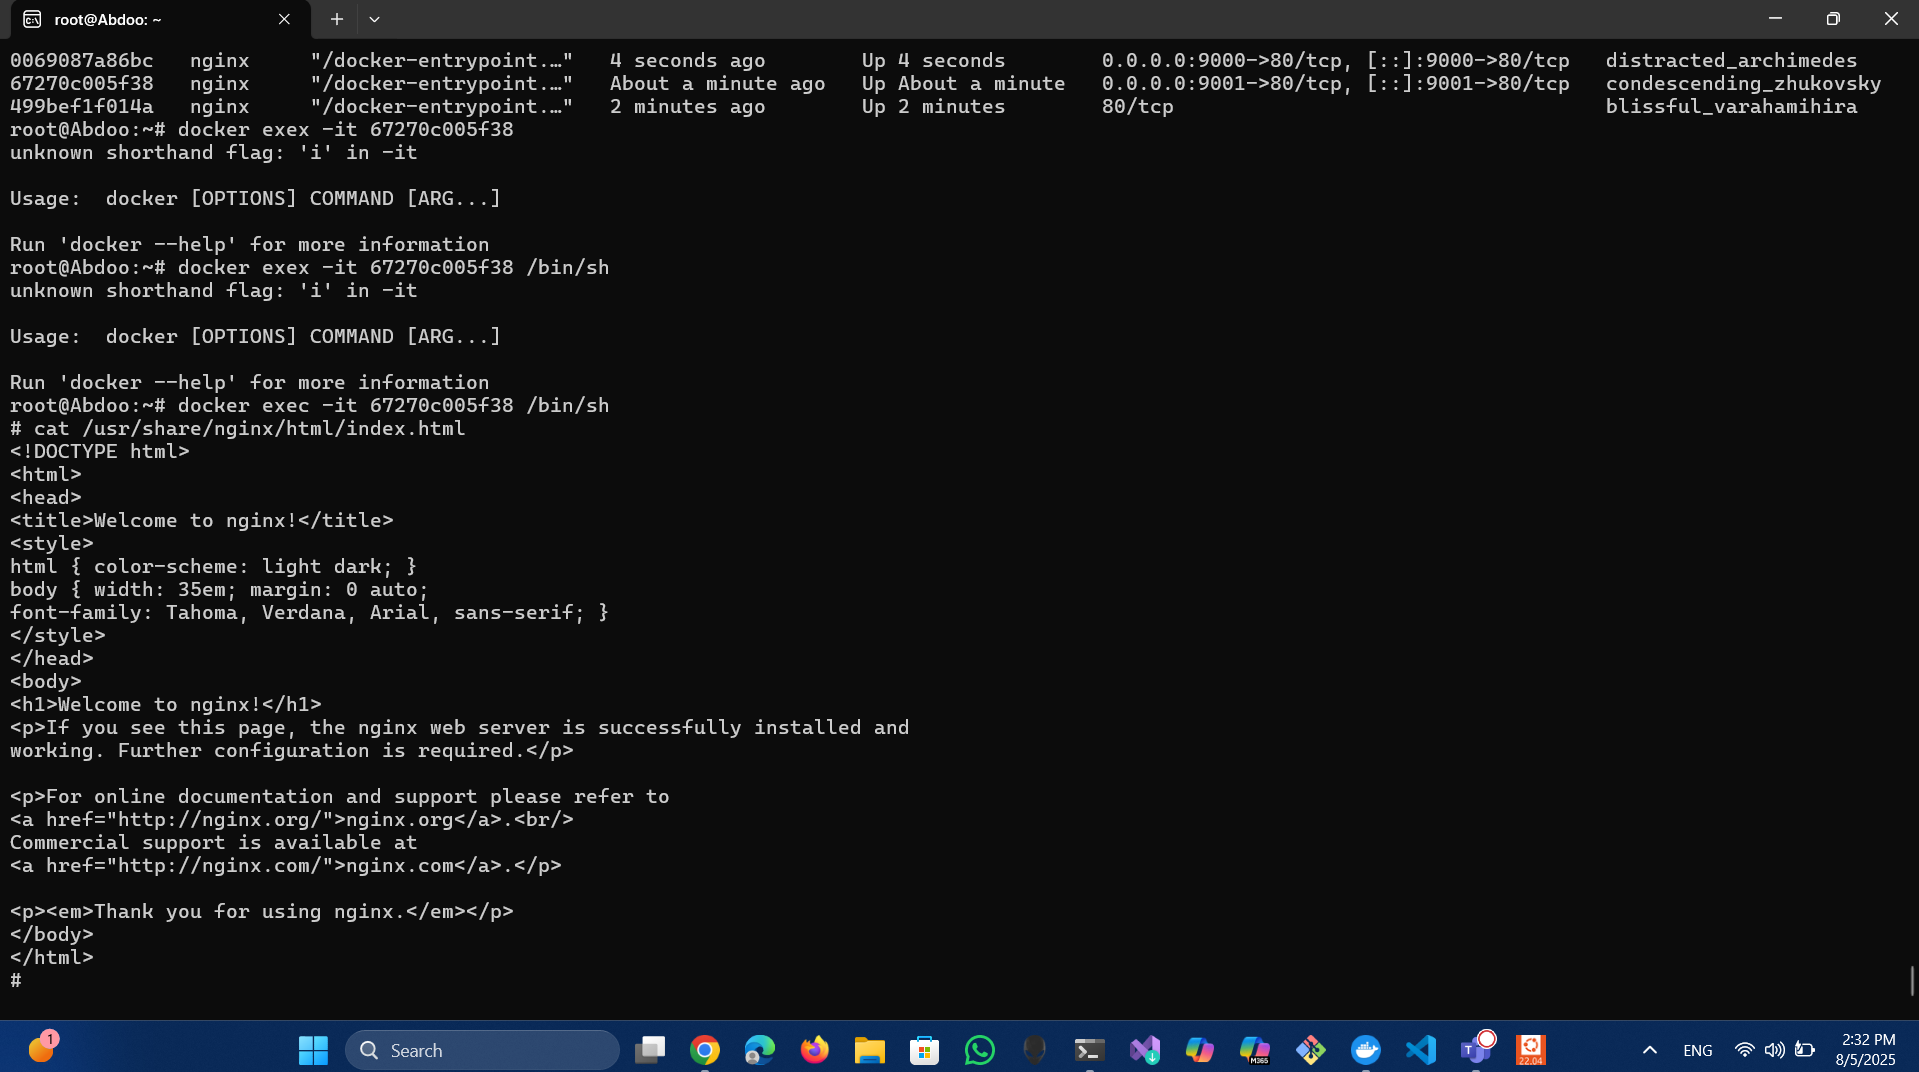 root@Abdoo: ~
0069087a86bc   nginx     "/docker-entrypoint.…"   4 seconds ago        Up 4 seconds        0.0.0.0:9000->80/tcp, [::]:9000->80/tcp   distracted_archimedes
67270c005f38   nginx     "/docker-entrypoint.…"   About a minute ago   Up About a minute   0.0.0.0:9001->80/tcp, [::]:9001->80/tcp   condescending_zhukovsky
499bef1f014a   nginx     "/docker-entrypoint.…"   2 minutes ago        Up 2 minutes        80/tcp                                    blissful_varahamihira
root@Abdoo:~# docker exex -it 67270c005f38
unknown shorthand flag: 'i' in -it

Usage:  docker [OPTIONS] COMMAND [ARG...]

Run 'docker --help' for more information
root@Abdoo:~# docker exex -it 67270c005f38 /bin/sh
unknown shorthand flag: 'i' in -it

Usage:  docker [OPTIONS] COMMAND [ARG...]

Run 'docker --help' for more information
root@Abdoo:~# docker exec -it 67270c005f38 /bin/sh
# cat /usr/share/nginx/html/index.html
<!DOCTYPE html>
<html>
<head>
<title>Welcome to nginx!</title>
<style>
html { color-scheme: light dark; }
body { width: 35em; margin: 0 auto;
font-family: Tahoma, Verdana, Arial, sans-serif; }
</style>
</head>
<body>
<h1>Welcome to nginx!</h1>
<p>If you see this page, the nginx web server is successfully installed and
working. Further configuration is required.</p>

<p>For online documentation and support please refer to
<a href="http://nginx.org/">nginx.org</a>.<br/>
Commercial support is available at
<a href="http://nginx.com/">nginx.com</a>.</p>

<p><em>Thank you for using nginx.</em></p>
</body>
</html>
#
1
Search
M365
22.04
ENG
2:32 PM
8/5/2025